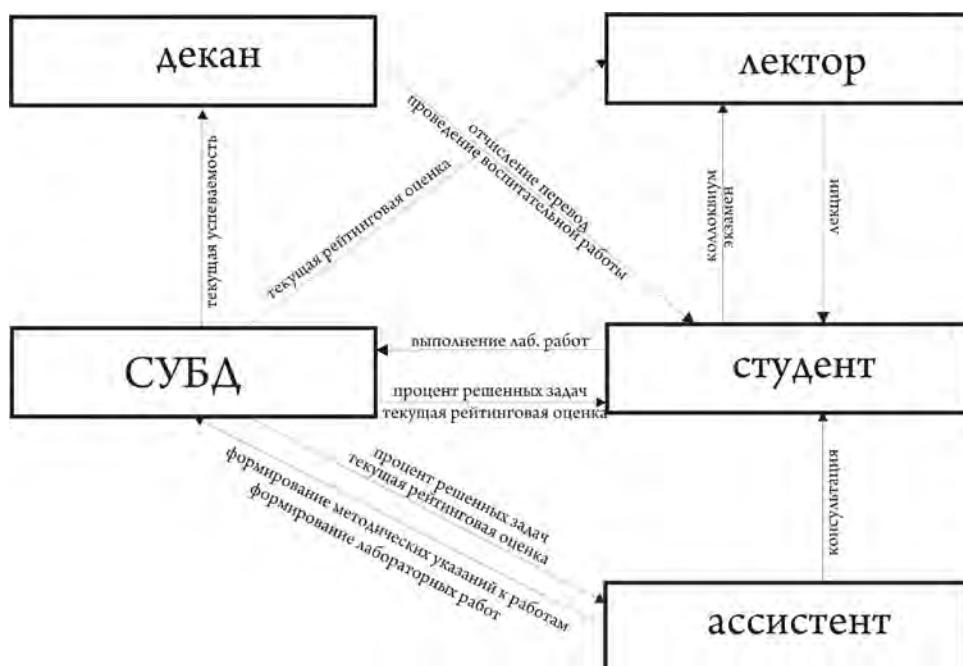 декан
лектор
отчисление перевод
проведение воспитательной работы
текущая рейтинговая оценка
текущая успеваемость
коллоквиум
экзамен
лекции
СУБД
выполнение лаб. работ
студент
процент решенных задач
текущая рейтинговая оценка
процент решенных задач
текущая рейтинговая оценка
формирование методических указаний к работам
формирование лабораторных работ
консультация
ассистент